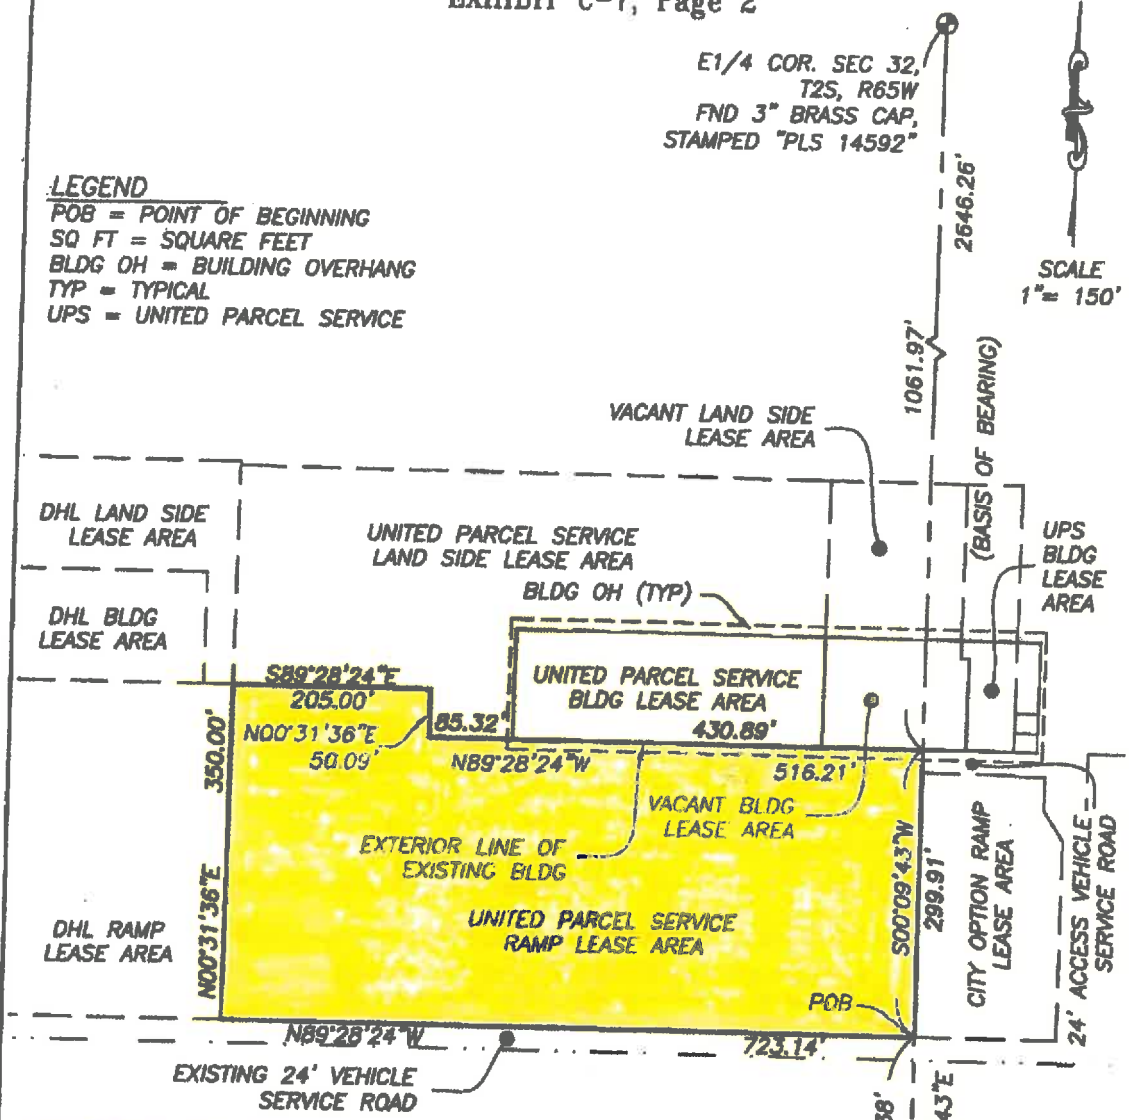 EXHIBIT C-7, Page 2
E1/4 COR. SEC 32,
T2S, R65W
FND 3" BRASS CAP,
STAMPED "PLS 14592"
2646.26'
LEGEND
POB = POINT OF BEGINNING
SQ FT = SQUARE FEET
BLDG OH = BUILDING OVERHANG
TYP = TYPICAL
UPS = UNITED PARCEL SERVICE
SCALE
1"= 150'
1061.97'
(BASIS OF BEARING)
VACANT LAND SIDE
LEASE AREA
DHL LAND SIDE
LEASE AREA
UNITED PARCEL SERVICE
LAND SIDE LEASE AREA
UPS
BLDG
LEASE
AREA
BLDG OH (TYP)
DHL BLDG
LEASE AREA
UNITED PARCEL SERVICE
BLDG LEASE AREA
430.89'
S89°28'24"E
205.00'
N00°31'36"E
50.09'
85.32'
N89°28'24"W
516.21'
350.00'
N00°31'36"E
VACANT BLDG
LEASE AREA
EXTERIOR LINE OF
EXISTING BLDG
UNITED PARCEL SERVICE
RAMP LEASE AREA
S00°09'43"W
299.91'
CITY OPTION RAMP
LEASE AREA
24' ACCESS VEHICLE
SERVICE ROAD
DHL RAMP
LEASE AREA
POB
N89°28'24"W
723.14'
EXISTING 24' VEHICLE
SERVICE ROAD
38'
43"E